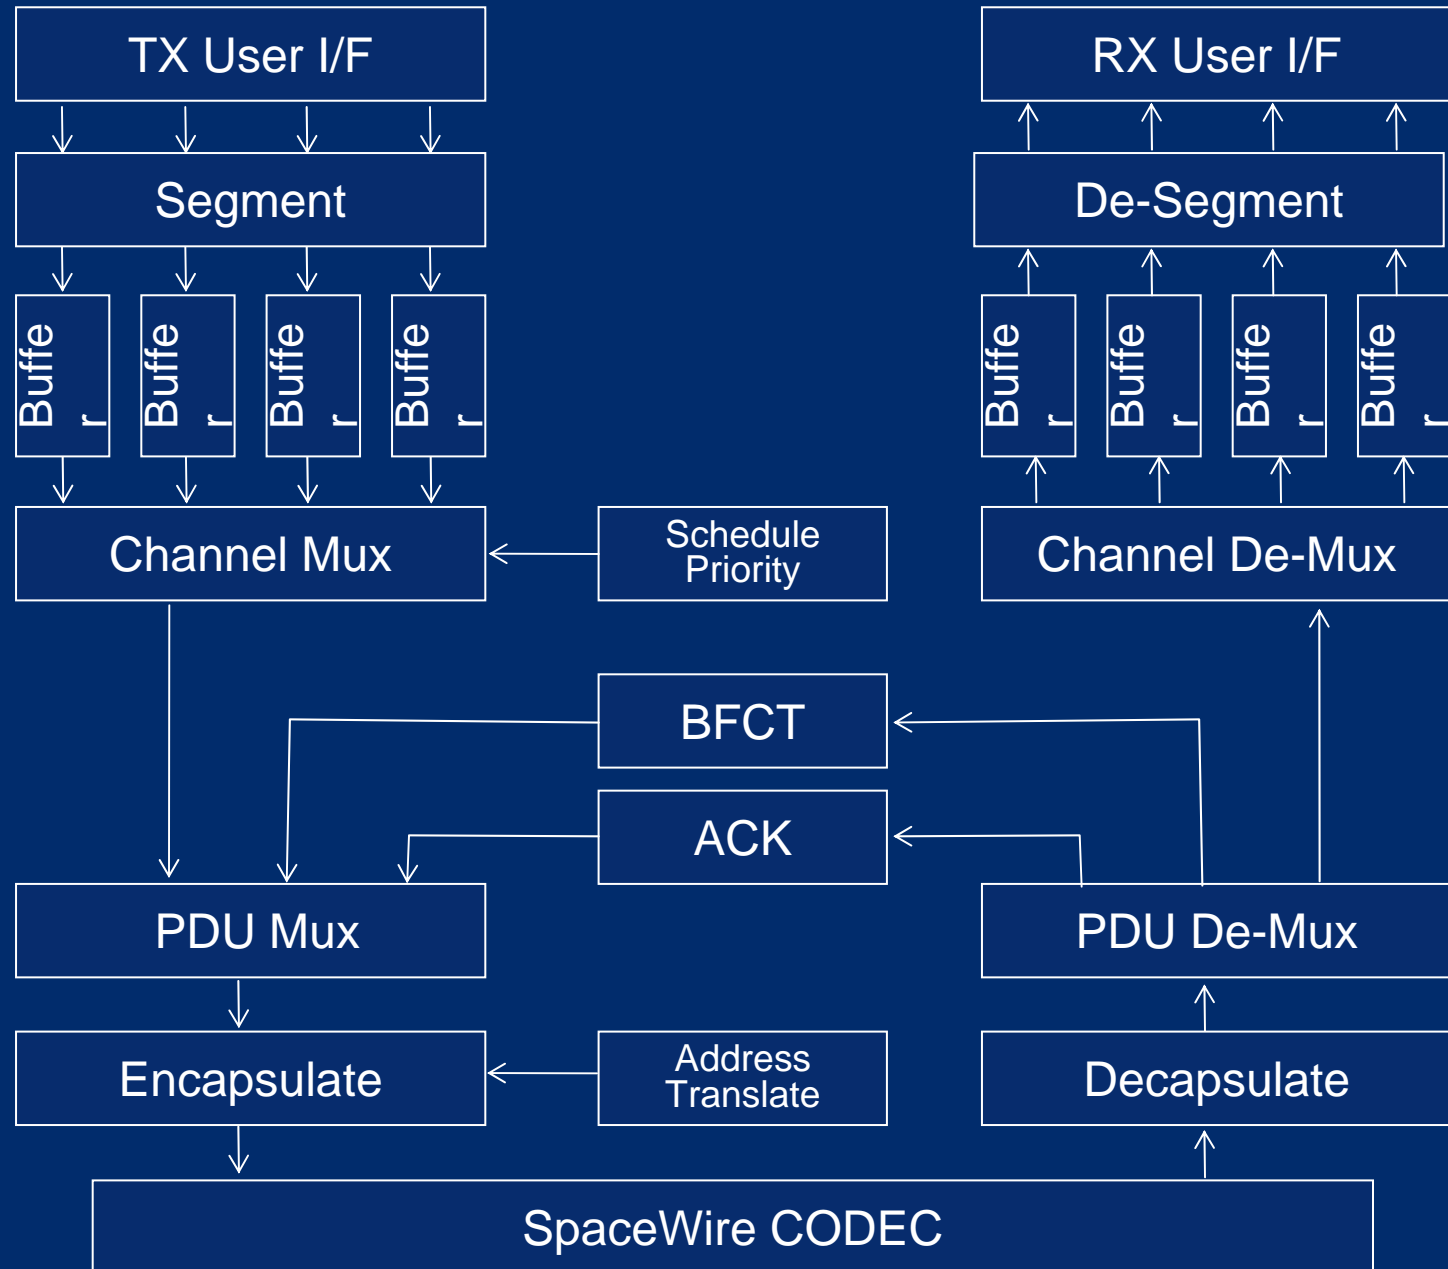 TX User I/F
RX User I/F
Segment
De-Segment
Buffe
r
Buffe
r
Buffe
r
Buffe
r
Buffe
r
Buffe
r
Buffe
r
Buffe
r
Channel Mux
Schedule
Priority
Channel De-Mux
BFCT
ACK
PDU Mux
PDU De-Mux
Encapsulate
Address
Translate
Decapsulate
SpaceWire CODEC